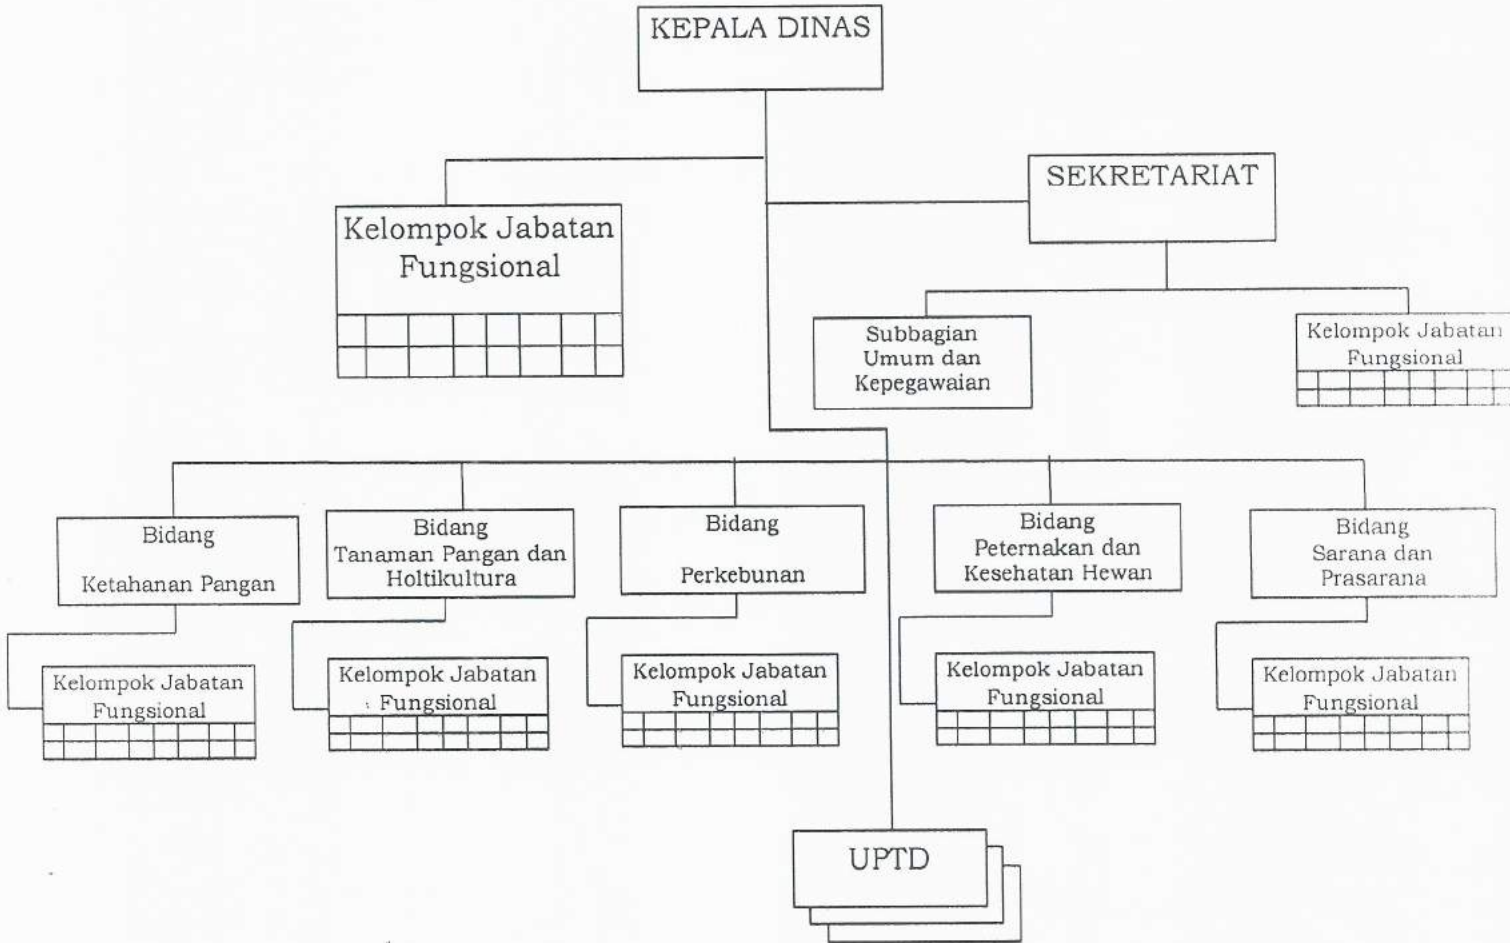 KEPALA DINAS
SEKRETARIAT
Kelompok Jabatan
Fungsional
Subbagian
Umum dan
Kepegawaian
Kelompok Jabatan
Fungsional
Bidang
Ketahanan Pangan
Bidang
Tanaman Pangan dan
Holtikultura
Bidang
Perkebunan
Bidang
Peternakan dan
Kesehatan Hewan
Bidang
Sarana dan
Prasarana
Kelompok Jabatan
Fungsional
Kelompok Jabatan
Fungsional
Kelompok Jabatan
Fungsional
Kelompok Jabatan
Fungsional
Kelompok Jabatan
Fungsional
UPTD